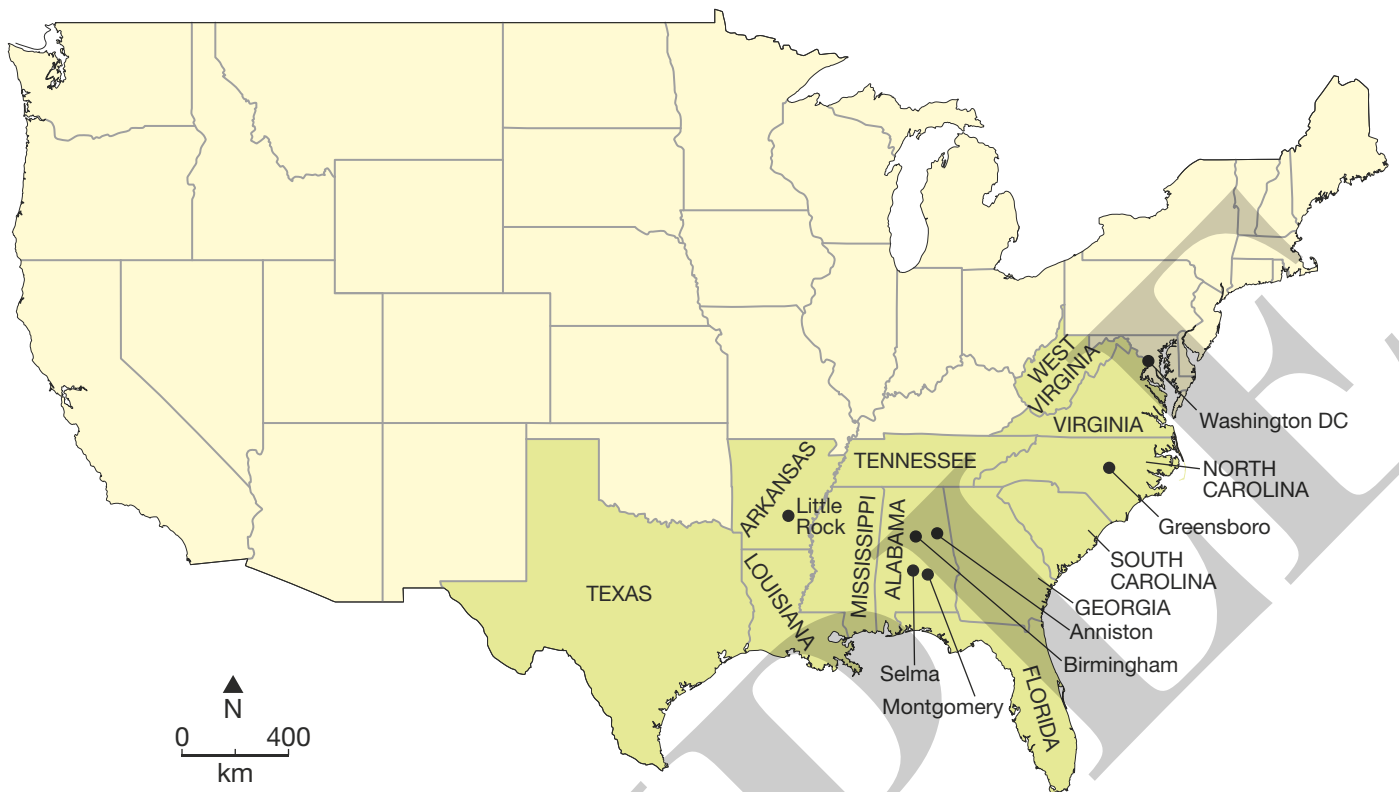 WEST
VIRGINIA
Washington DC
VIRGINIA
TENNESSEE
NORTH
CAROLINA
ARKANSAS
Little
Rock
Greensboro
MISSISSIPPI
ALABAMA
SOUTH
CAROLINA
LOUISIANA
TEXAS
GEORGIA
Anniston
Birmingham
Selma
Montgomery
FLORIDA
N
0 400
km